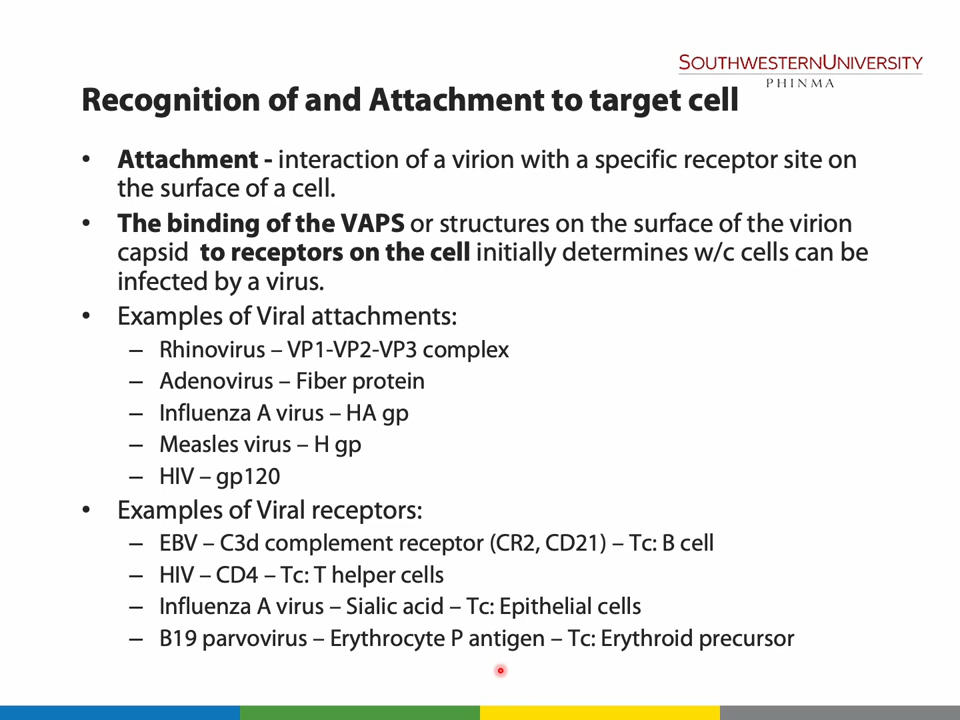 SOUTHWESTERNUNIVERSITY
PHINMA
Recognition of and Attachment to target cell
• Attachment - interaction of a virion with a specific receptor site on
the surface of a cell.
• The binding of the VAPS or structures on the surface of the virion
capsid to receptors on the cell initially determines w/c cells can be
infected by a virus.
• Examples of Viral attachments:
– Rhinovirus – VP1-VP2-VP3 complex
– Adenovirus – Fiber protein
– Influenza A virus – HA gp
– Measles virus – H gp
– HIV – gp120
• Examples of Viral receptors:
– EBV – C3d complement receptor (CR2, CD21) – Tc: B cell
– HIV – CD4 – Tc: T helper cells
– Influenza A virus – Sialic acid – Tc: Epithelial cells
– B19 parvovirus – Erythrocyte P antigen – Tc: Erythroid precursor